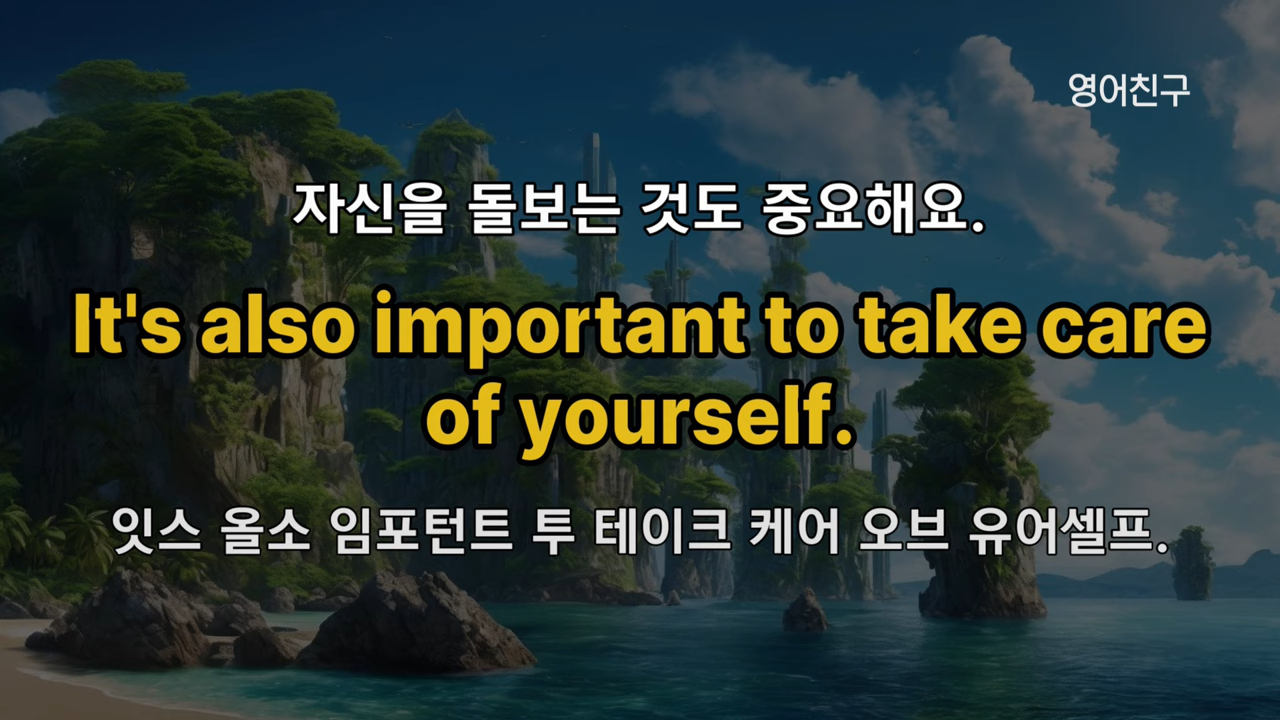 영어친구
자신을 돌보는 것도 중요해요.
It's also important to take care
of yourself.
잇스 올소 임포턴트 투 테이크 케어 오브 유어셀프.